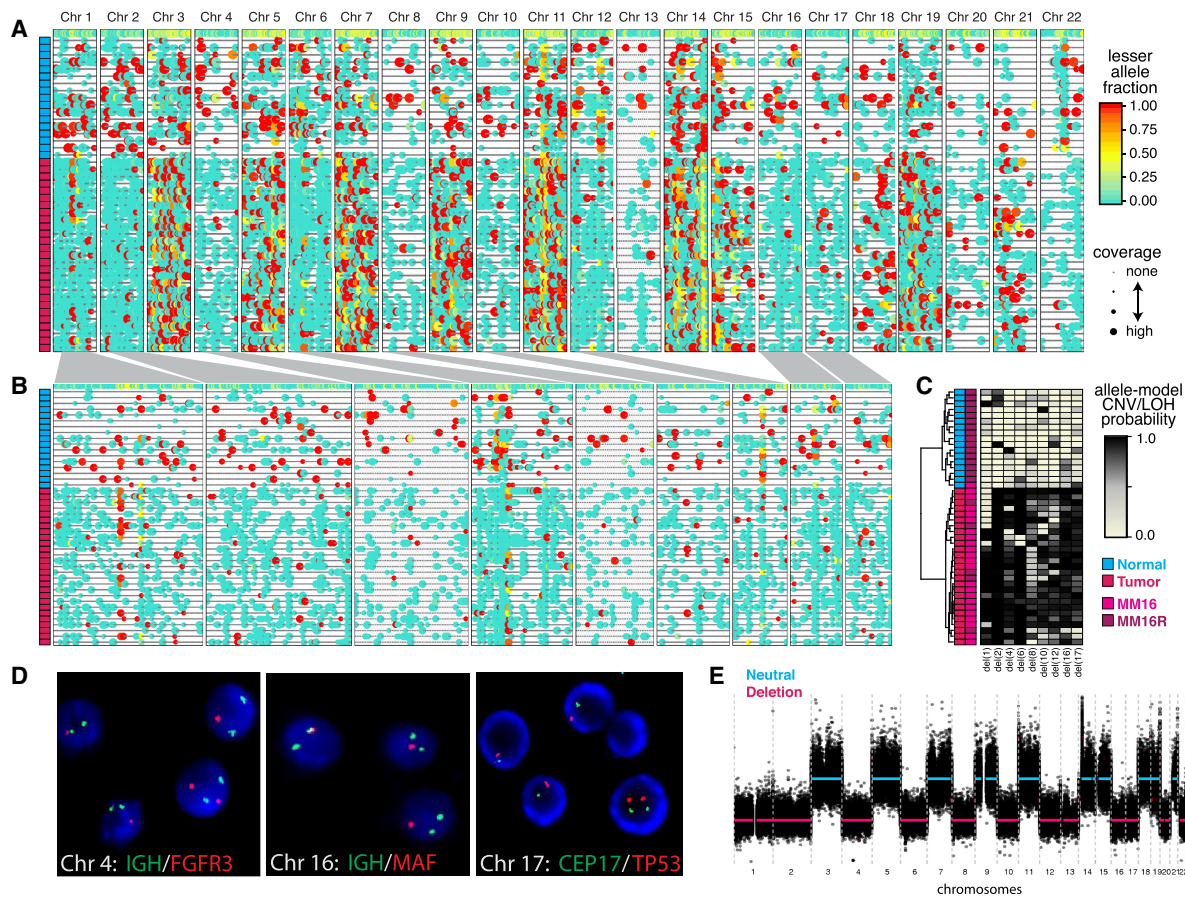 Chr 1 Chr 2 Chr 3 Chr 4 Chr 5 Chr 6 Chr 7 Chr 8 Chr 9 Chr 10 Chr 11 Chr 12 Chr 13 Chr 14 Chr 15 Chr 16 Chr 17 Chr 18 Chr 19 Chr 20 Chr 21 Chr 22
A
lesser
allele
fraction
1.00
0.75
0.50
0.25
0.00
coverage
none
high
B
C
allele-model
CNV/LOH
probability
1.0
0.0
Normal
Tumor
MM16
MM16R
del(1) del(2) del(4) del(6) del(8) del(10) del(12) del(16) del(17)
D
Chr 4: IGH/FGFR3
Chr 16: IGH/MAF
Chr 17: CEP17/TP53
E
Neutral
Deletion
1 2 3 4 5 6 7 8 9 10 11 12 13 14 15 16 17 18 19 20 21 22
chromosomes